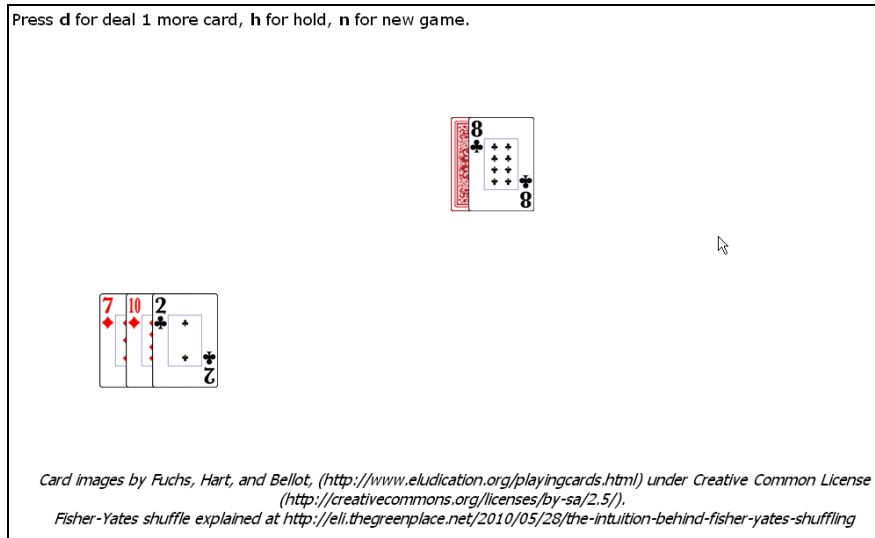 Press d for deal 1 more card, h for hold, n for new game.
8
8
7 10 2
2
Card images by Fuchs, Hart, and Bellot, (http://www.eludication.org/playingcards.html) under Creative Common License
(http://creativecommons.org/licenses/by-sa/2.5/).
Fisher-Yates shuffle explained at http://eli.thegreenplace.net/2010/05/28/the-intuition-behind-fisher-yates-shuffling